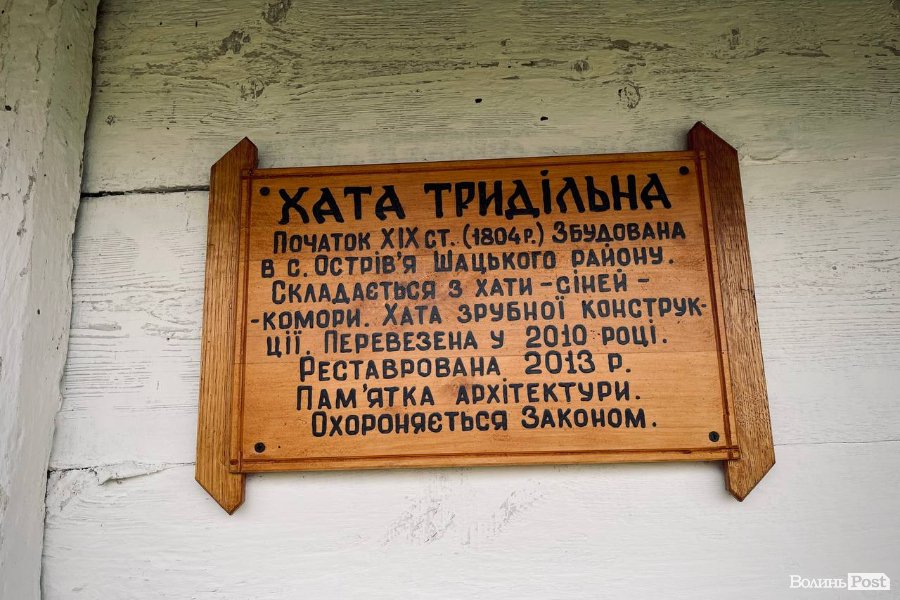 ХАТА ТРИДІЛЬНА
ПОЧАТОК XIX СТ. (1804 Р.) ЗБУДОВАНА
В С. ОСТРІВ'Я ШАЦЬКОГО РАЙОНУ.
СКЛАДАЄТЬСЯ З ХАТИ – СІНЕЙ -
-КОМОРИ. ХАТА ЗРУБНОЇ КОНСТРУК-
ЦІЇ. ПЕРЕВЕЗЕНА У 2010 РОЦІ.
РЕСТАВРОВАНА 2013 Р.
ПАМ'ЯТКА АРХІТЕКТУРИ.
ОХОРОНЯЄТЬСЯ ЗАКОНОМ.
Волинь Post